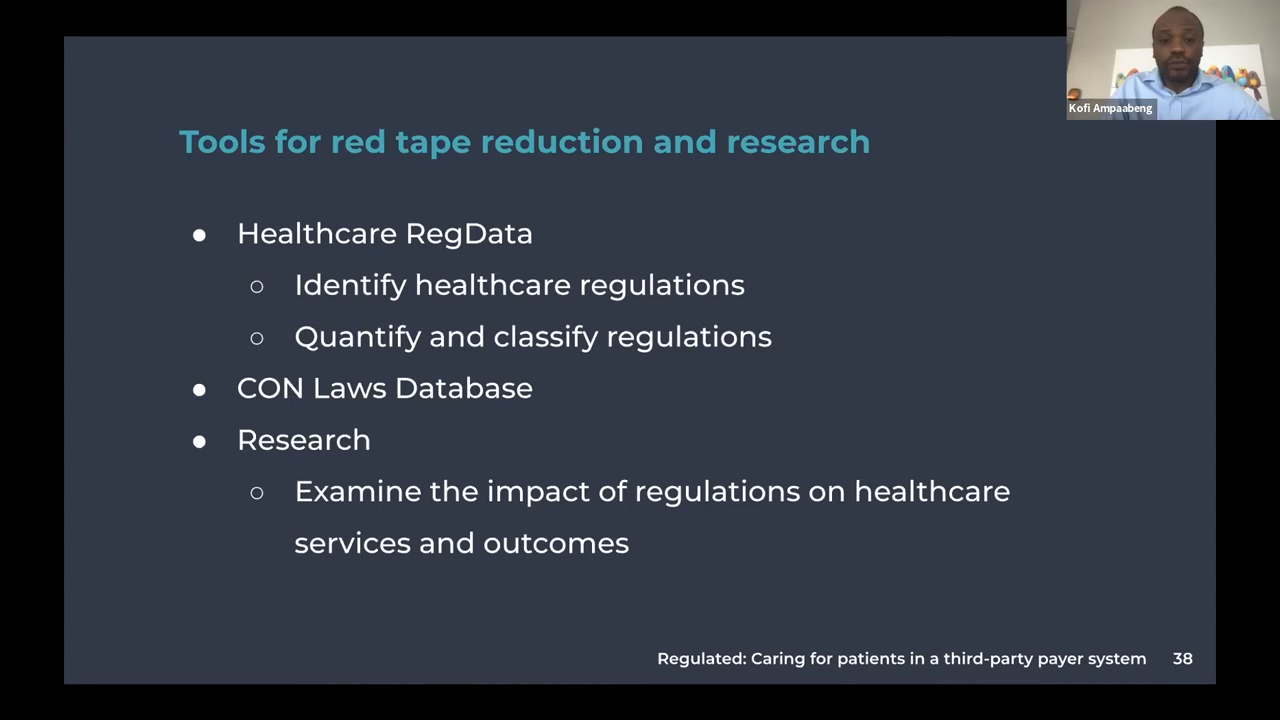 Kofi Ampaabeng
Tools for red tape reduction and research
● Healthcare RegData
○ Identify healthcare regulations
○ Quantify and classify regulations
● CON Laws Database
● Research
○ Examine the impact of regulations on healthcare
services and outcomes
Regulated: Caring for patients in a third-party payer system 38